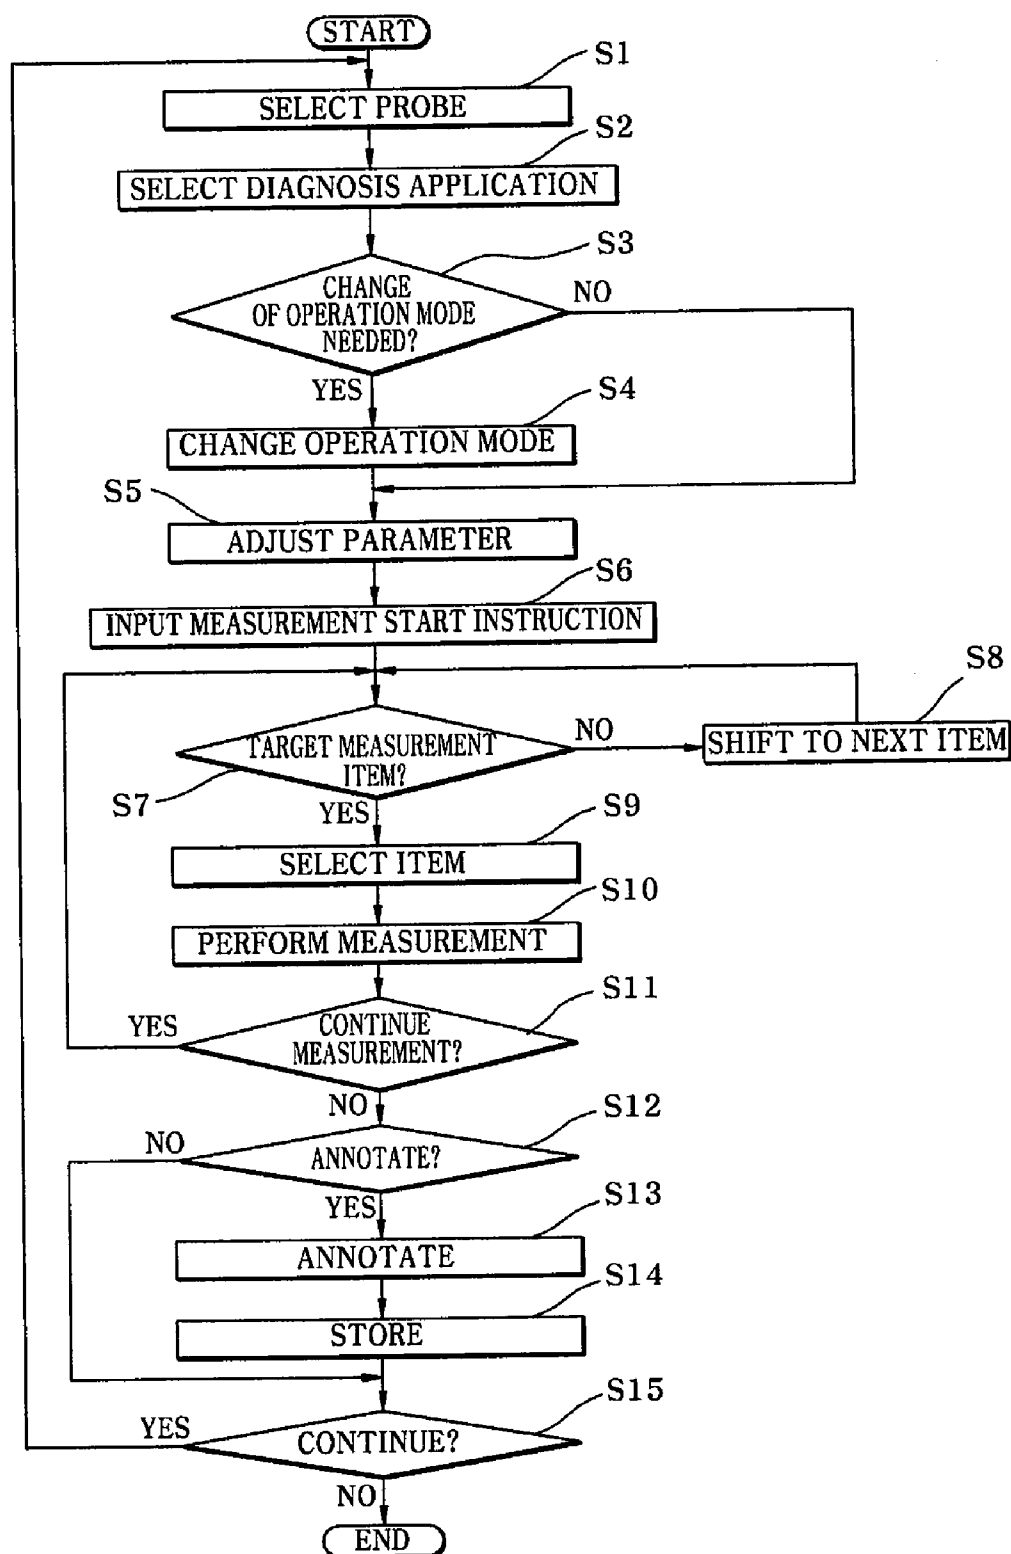 START
S1
SELECT PROBE
S2
SELECT DIAGNOSIS APPLICATION
S3
CHANGE
OF OPERATION MODE
NEEDED?
NO
YES
S4
CHANGE OPERATION MODE
S5
ADJUST PARAMETER
S6
INPUT MEASUREMENT START INSTRUCTION
S8
SHIFT TO NEXT ITEM
TARGET MEASUREMENT
ITEM?
NO
S7
YES
S9
SELECT ITEM
S10
PERFORM MEASUREMENT
S11
YES
CONTINUE
MEASUREMENT?
NO
S12
NO
ANNOTATE?
YES
S13
ANNOTATE
S14
STORE
S15
YES
CONTINUE?
NO
END